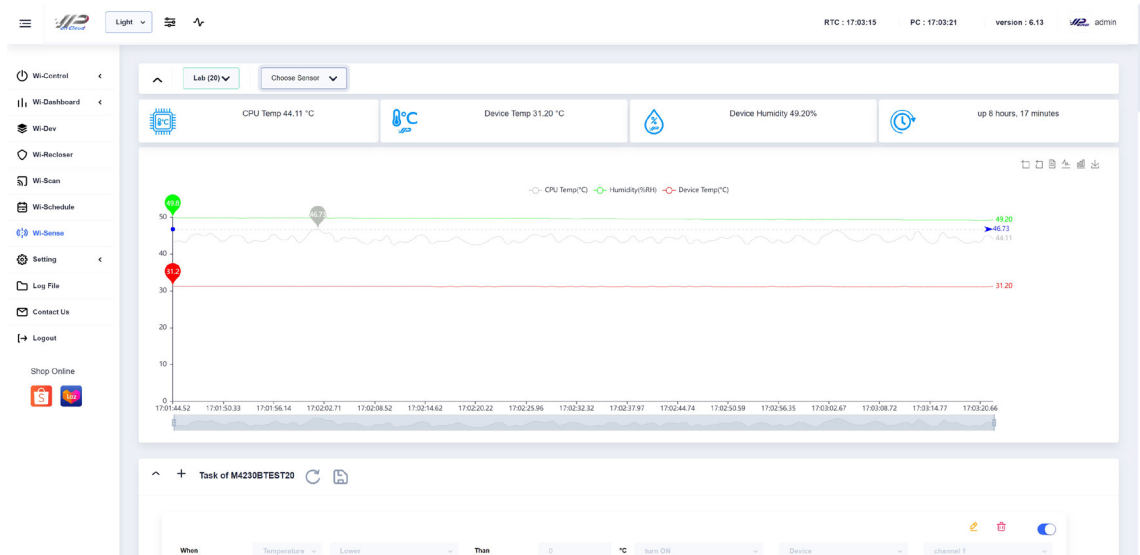 Light
RTC : 17:03:15
PC : 17:03:21
version : 6.13
admin
Wi-Control
Wi-Dashboard
Wi-Dev
Wi-Recloser
Wi-Scan
Wi-Schedule
Wi-Sense
Setting
Log File
Contact Us
Logout
Shop Online
Lab (20)
Choose Sensor
CPU Temp 44.11 °C
°C
Device Temp 31.20 °C
%
Device Humidity 49.20%
up 8 hours, 17 minutes
CPU Temp(°C) Humidity(%RH) Device Temp(°C)
49.8
46.73
31.2
50
40
30
20
10
0
49.20
46.73
44.11
31.20
17:01:44.52 17:01:50.33 17:01:56.14 17:02:02.71 17:02:08.52 17:02:14.62 17:02:20.22 17:02:25.96 17:02:32.32 17:02:37.97 17:02:44.74 17:02:50.59 17:02:56.35 17:03:02.67 17:03:08.72 17:03:14.77 17:03:20.66
Task of M4230BTEST20
When Temperature Lower Than 0 °C turn ON Device channel 1